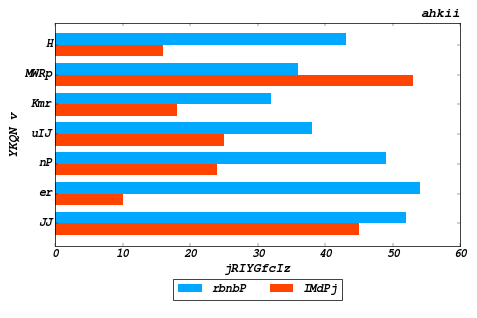 ahkii
H
MWRp
Kmr
uIJ
nP
er
JJ
YKQN v
0 10 20 30 40 50 60
jRIYGfcIz
rbnbP IMdPj